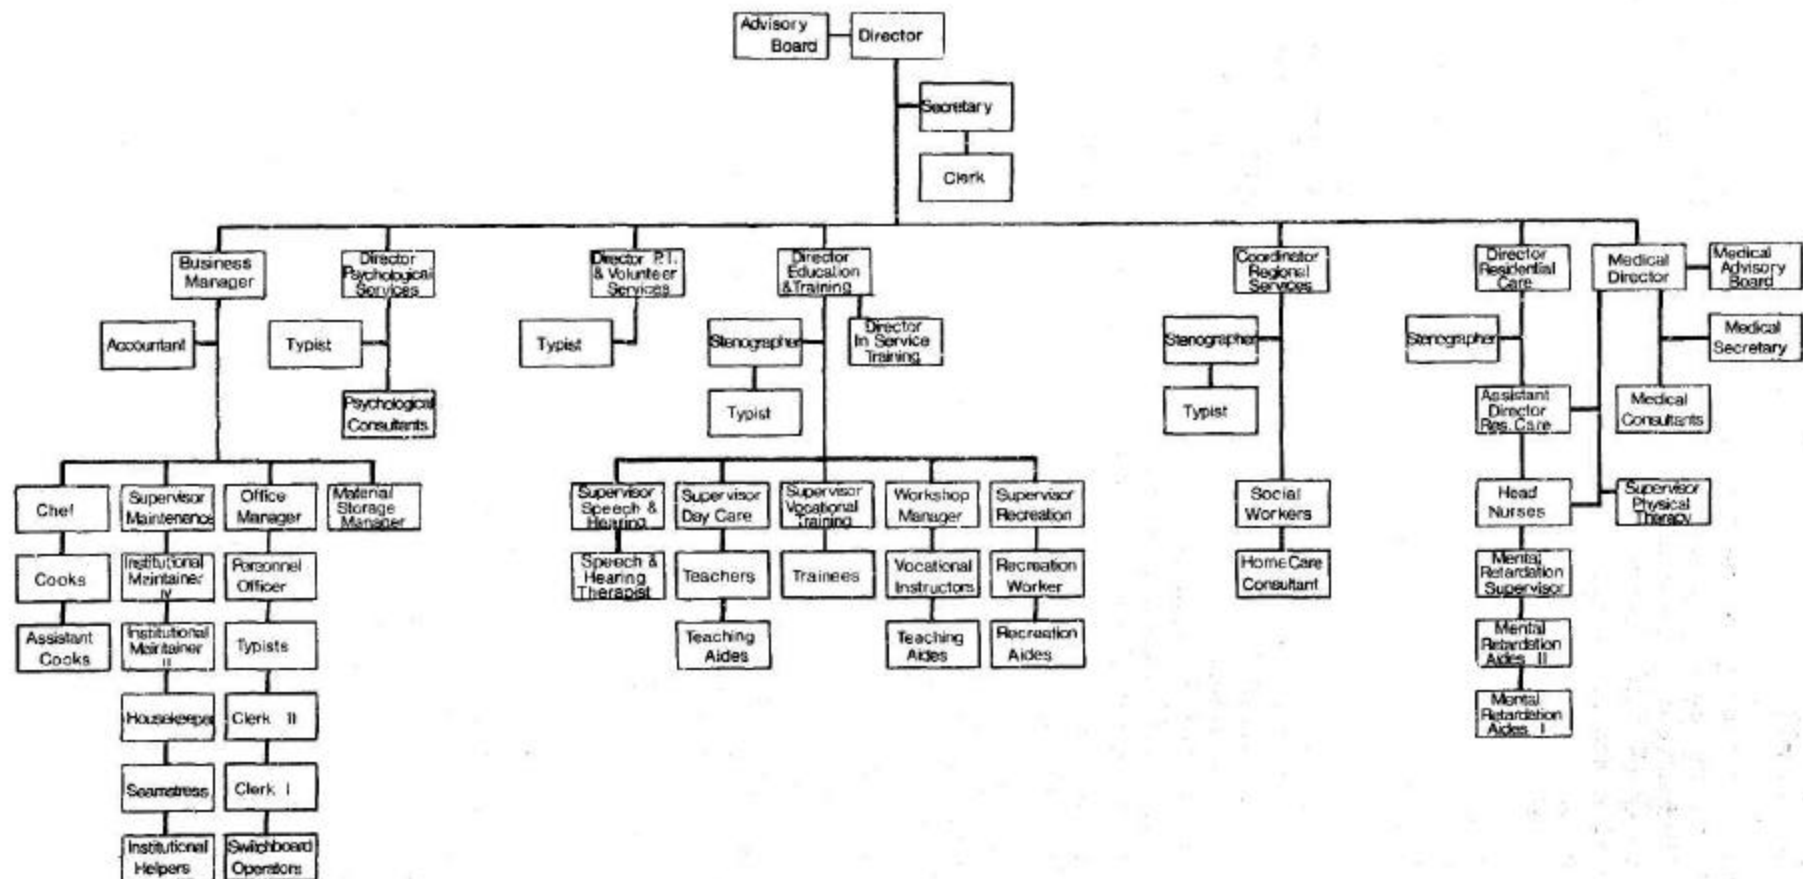 Advisory
Board
Director
Secretary
Clerk
Business
Manager
Director
Psychological
Services
Director P.T.
& Volunteer
Services
Director
Education
&Training
Coordinator
Regional
Services
Director
Residential
Care
Medical
Director
Medical
Advisory
Board
Accountant
Typist
Typist
Stenographer
Director
In Service
Training
Stenographer
Stenographer
Medical
Secretary
Psychological
Consultants
Typist
Typist
Assistant
Director
Res. Care
Medical
Consultants
Chef
Supervisor
Maintenance
Office
Manager
Material
Storage
Manager
Supervisor
Speech &
Hearing
Supervisor
Day Care
Supervisor
Vocational
Training
Workshop
Manager
Supervisor
Recreation
Social
Workers
Head
Nurses
Supervisor
Physical
Therapy
Cooks
Institutional
Maintainer
IV
Personnel
Officer
Speech &
Hearing
Therapist
Teachers
Trainees
Vocational
Instructors
Recreation
Worker
HomeCare
Consultant
Mental
Retardation
Supervisor
Assistant
Cooks
Institutional
Maintainer
II
Typists
Teaching
Aides
Teaching
Aides
Recreation
Aides
Mental
Retardation
Aides II
Housekeeper
Clerk II
Mental
Retardation
Aides I
Seamstress
Clerk I
Institutional
Helpers
Switchboard
Operators